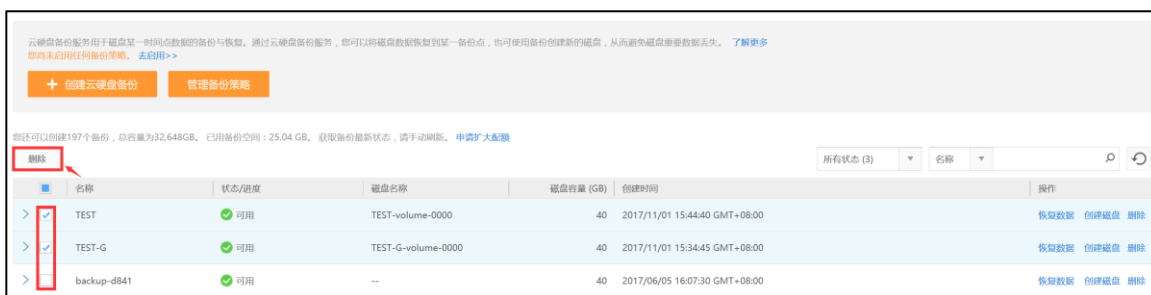 云硬盘备份服务用于磁盘某一时间点数据的备份与恢复。通过云硬盘备份服务，您可以将磁盘数据恢复到某一备份点，也可使用备份创建新的磁盘，从而避免磁盘重要数据丢失。 了解更多
您尚未启用任何备份策略。 去启用>>
+ 创建云硬盘备份 管理备份策略
您还可以创建197个备份，总容量为32,648GB。 已用备份空间：25.04 GB。 获取备份最新状态，请手动刷新。 申请扩大配额
删除 所有状态 (3) 名称
名称 状态/进度 磁盘名称 磁盘容量 (GB) 创建时间 操作
TEST 可用 TEST-volume-0000 40 2017/11/01 15:44:40 GMT+08:00 恢复数据 创建磁盘 删除
TEST-G 可用 TEST-G-volume-0000 40 2017/11/01 15:34:45 GMT+08:00 恢复数据 创建磁盘 删除
backup-d841 可用 -- 40 2017/06/05 16:07:30 GMT+08:00 恢复数据 创建磁盘 删除